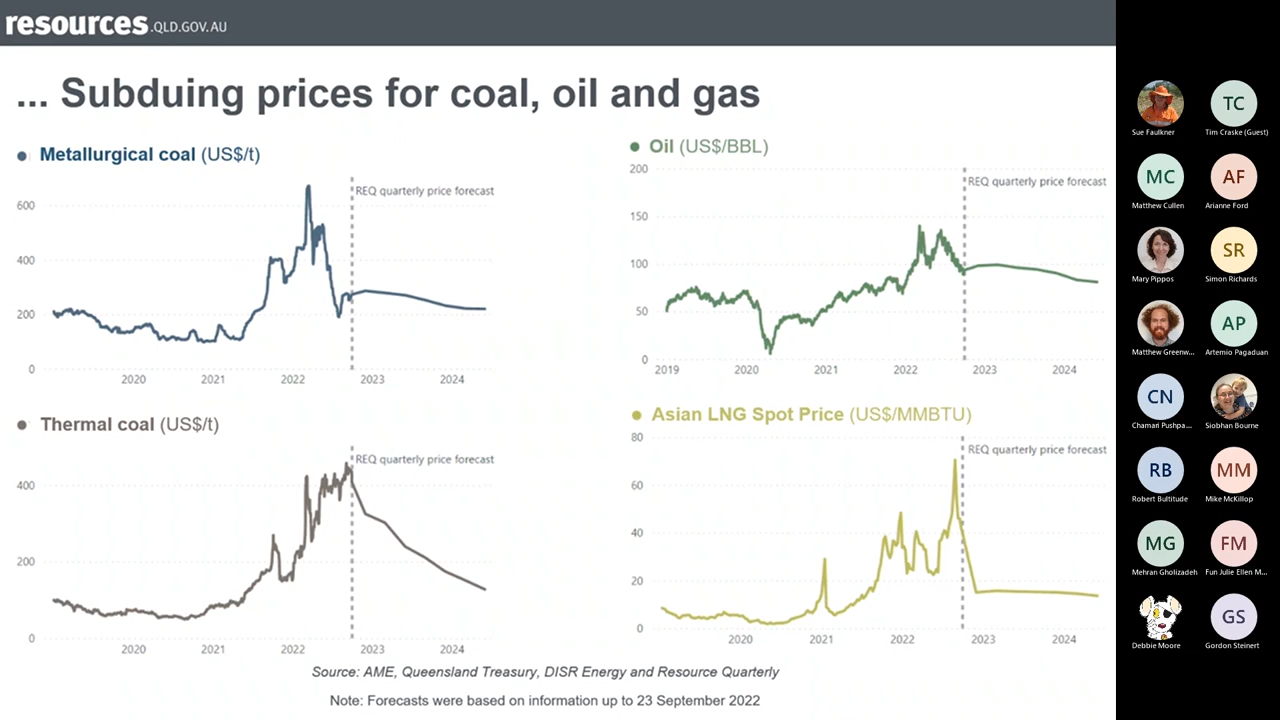 resources.QLD.GOV.AU
... Subduing prices for coal, oil and gas
Metallurgical coal (US$/t)
REQ quarterly price forecast
600
400
200
0
2020 2021 2022 2023 2024
Oil (US$/BBL)
200
REQ quarterly price forecast
150
100
50
0
2019 2020 2021 2022 2023 2024
Thermal coal (US$/t)
REQ quarterly price forecast
400
200
0
2020 2021 2022 2023 2024
Asian LNG Spot Price (US$/MMBTU)
80
REQ quarterly price forecast
60
40
20
0
2020 2021 2022 2023 2024
Source: AME, Queensland Treasury, DISR Energy and Resource Quarterly
Note: Forecasts were based on information up to 23 September 2022
TC
Sue Faulkner
Tim Craske (Guest)
MC
AF
Matthew Cullen
Arianne Ford
SR
Mary Pippos
Simon Richards
AP
Matthew Greenw...
Artemio Pagaduan
CN
Chamari Pushpa...
Siobhan Bourne
RB
MM
Robert Bultitude
Mike McKillop
MG
FM
Mehran Gholizadeh
Fun Julie Ellen M...
GS
Debbie Moore
Gordon Steinert